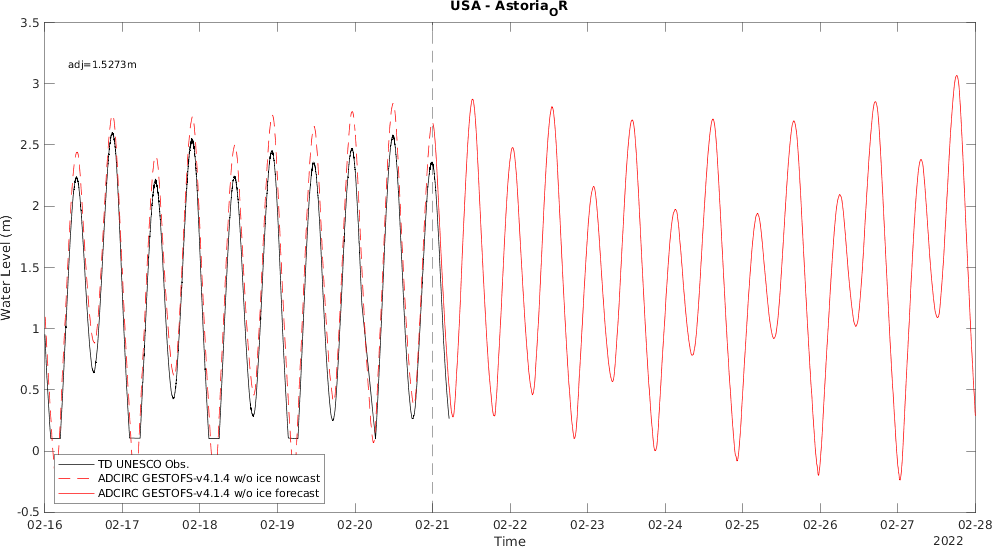 USA - Astoria_OR
adj=1.5273m
3.5
3
2.5
2
1.5
1
0.5
0
-0.5
Water Level (m)
TD UNESCO Obs.
ADCIRC GESTOFS-v4.1.4 w/o ice nowcast
ADCIRC GESTOFS-v4.1.4 w/o ice forecast
02-16 02-17 02-18 02-19 02-20 02-21 02-22 02-23 02-24 02-25 02-26 02-27 02-28
Time
2022